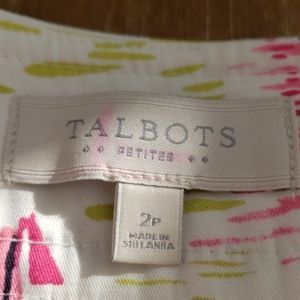 TALBOTS
PETITES
2P
MADE IN
SRI LANKA